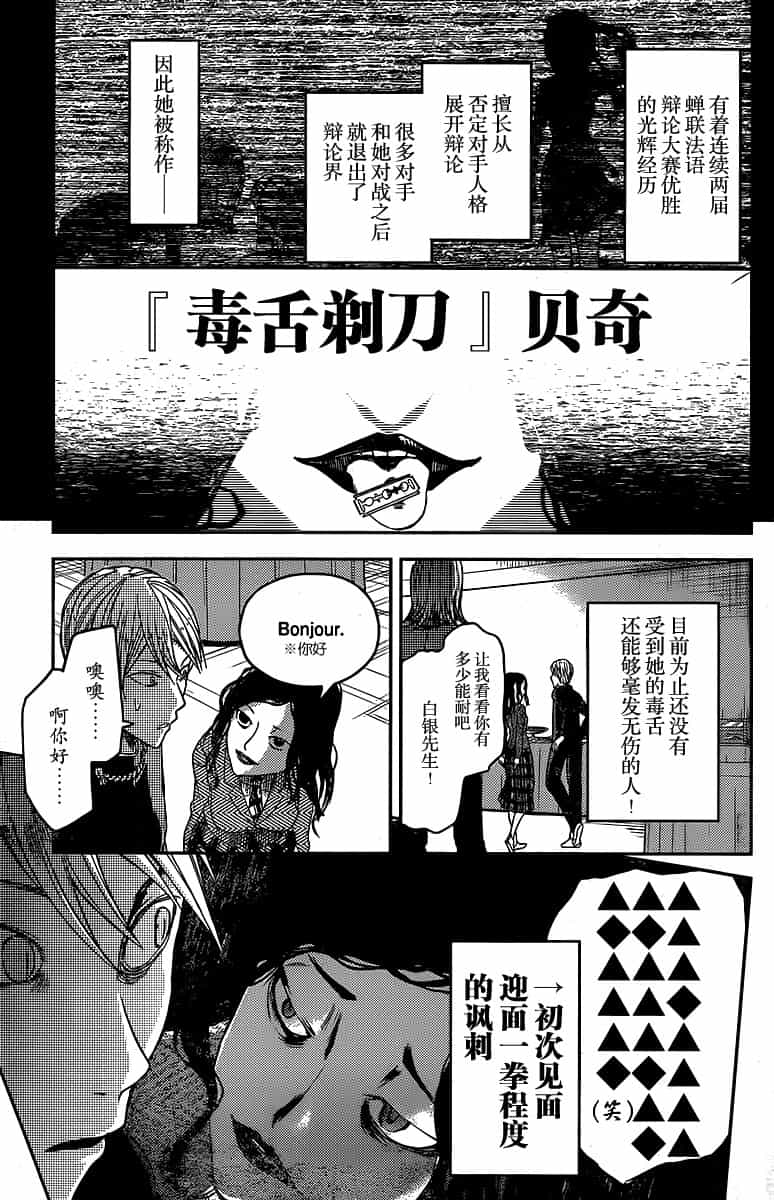 有着连续两届
蝉联法语
辩论大赛优胜
的光辉经历
擅长从
否定对手人格
展开辩论
很多对手
和她对战之后
就退出了
辩论界
因此她被称作——
『毒舌剃刀』贝奇
目前为止还没有
受到她的毒舌
还能够毫发无伤的人！
让我看看你有
多少能耐吧
白银先生！
Bonjour.
※你好
噢噢……
啊你好……
▲▲▲▲▲▲▲▲
▲◆▲◆▲▲▲▲◆
▲◆▲▲▲◆▲◆
(笑)
→初次见面
迎面一拳程度
的讽刺